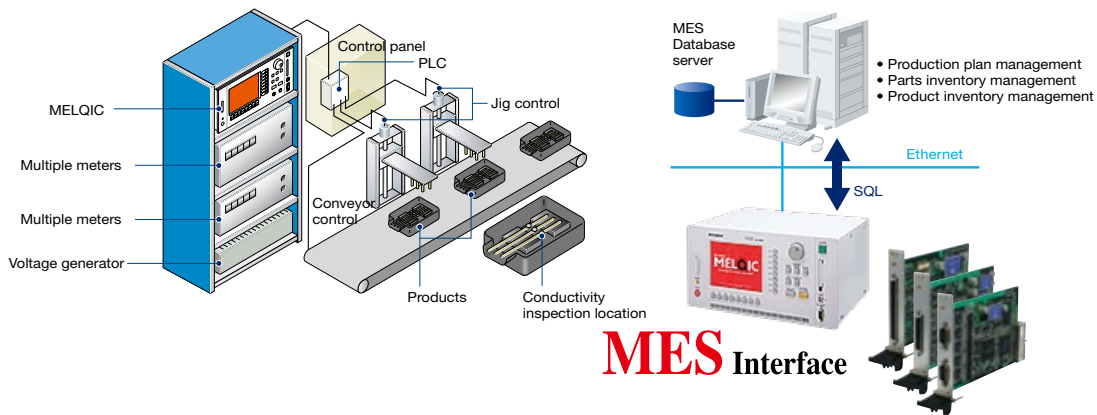 Control panel
PLC
MELQIC
Jig control
Multiple meters
Multiple meters
Conveyor
control
Voltage generator
Products
Conductivity
inspection location
MES
Database
server
• Production plan management
• Parts inventory management
• Product inventory management
Ethernet
SQL
MELQIC
MES Interface